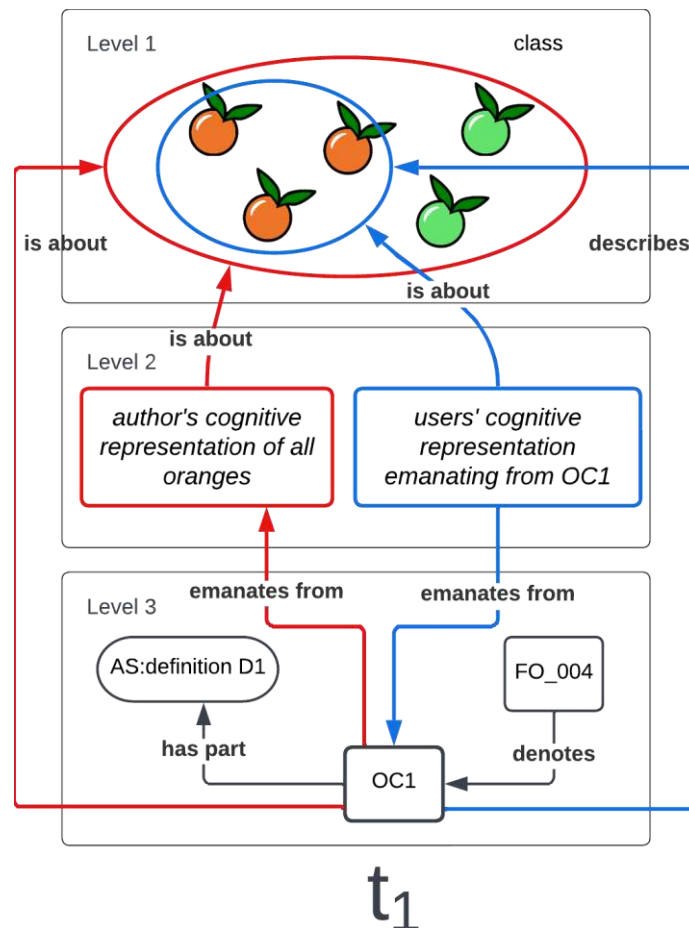 Level 1
class
is about
describes
is about
is about
Level 2
author's cognitive
representation of all
oranges
users' cognitive
representation
emanating from OC1
emanates from
emanates from
Level 3
AS:definition D1
FO_004
has part
denotes
OC1
t1